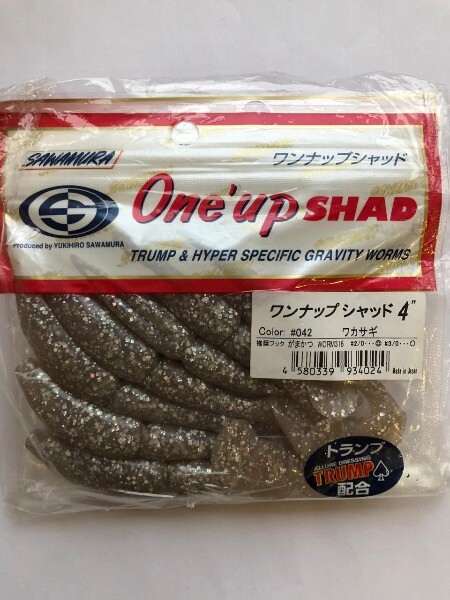 SAWAMURA
ワンナップシャッド
One'up SHAD
Produced by YUKIHIRO SAWAMURA
TRUMP & HYPER SPECIFIC GRAVITY WORMS
ワンナップ シャッド 4"
Color: #042 ワカサギ
推奨フック がまかつ WORM316 #2/0…◎ #3/0…○
4 580339 934024
Made in Japan
トランプ
ALLURE DRESSING
TRUMP
配合